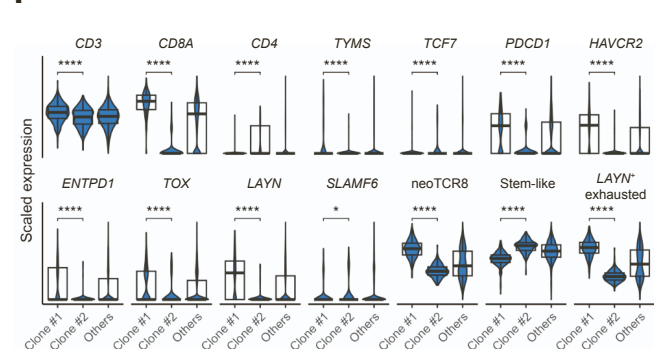 CD3 CD8A CD4 TYMS TCF7 PDCD1 HAVCR2
**** **** **** **** **** **** ****
Scaled expression
ENTPD1 TOX LAYN SLAMF6 neoTCR8 Stem-like LAYN⁺ exhausted
**** **** **** * **** **** ****
Clone #1 Clone #2 Others Clone #1 Clone #2 Others Clone #1 Clone #2 Others Clone #1 Clone #2 Others Clone #1 Clone #2 Others Clone #1 Clone #2 Others Clone #1 Clone #2 Others